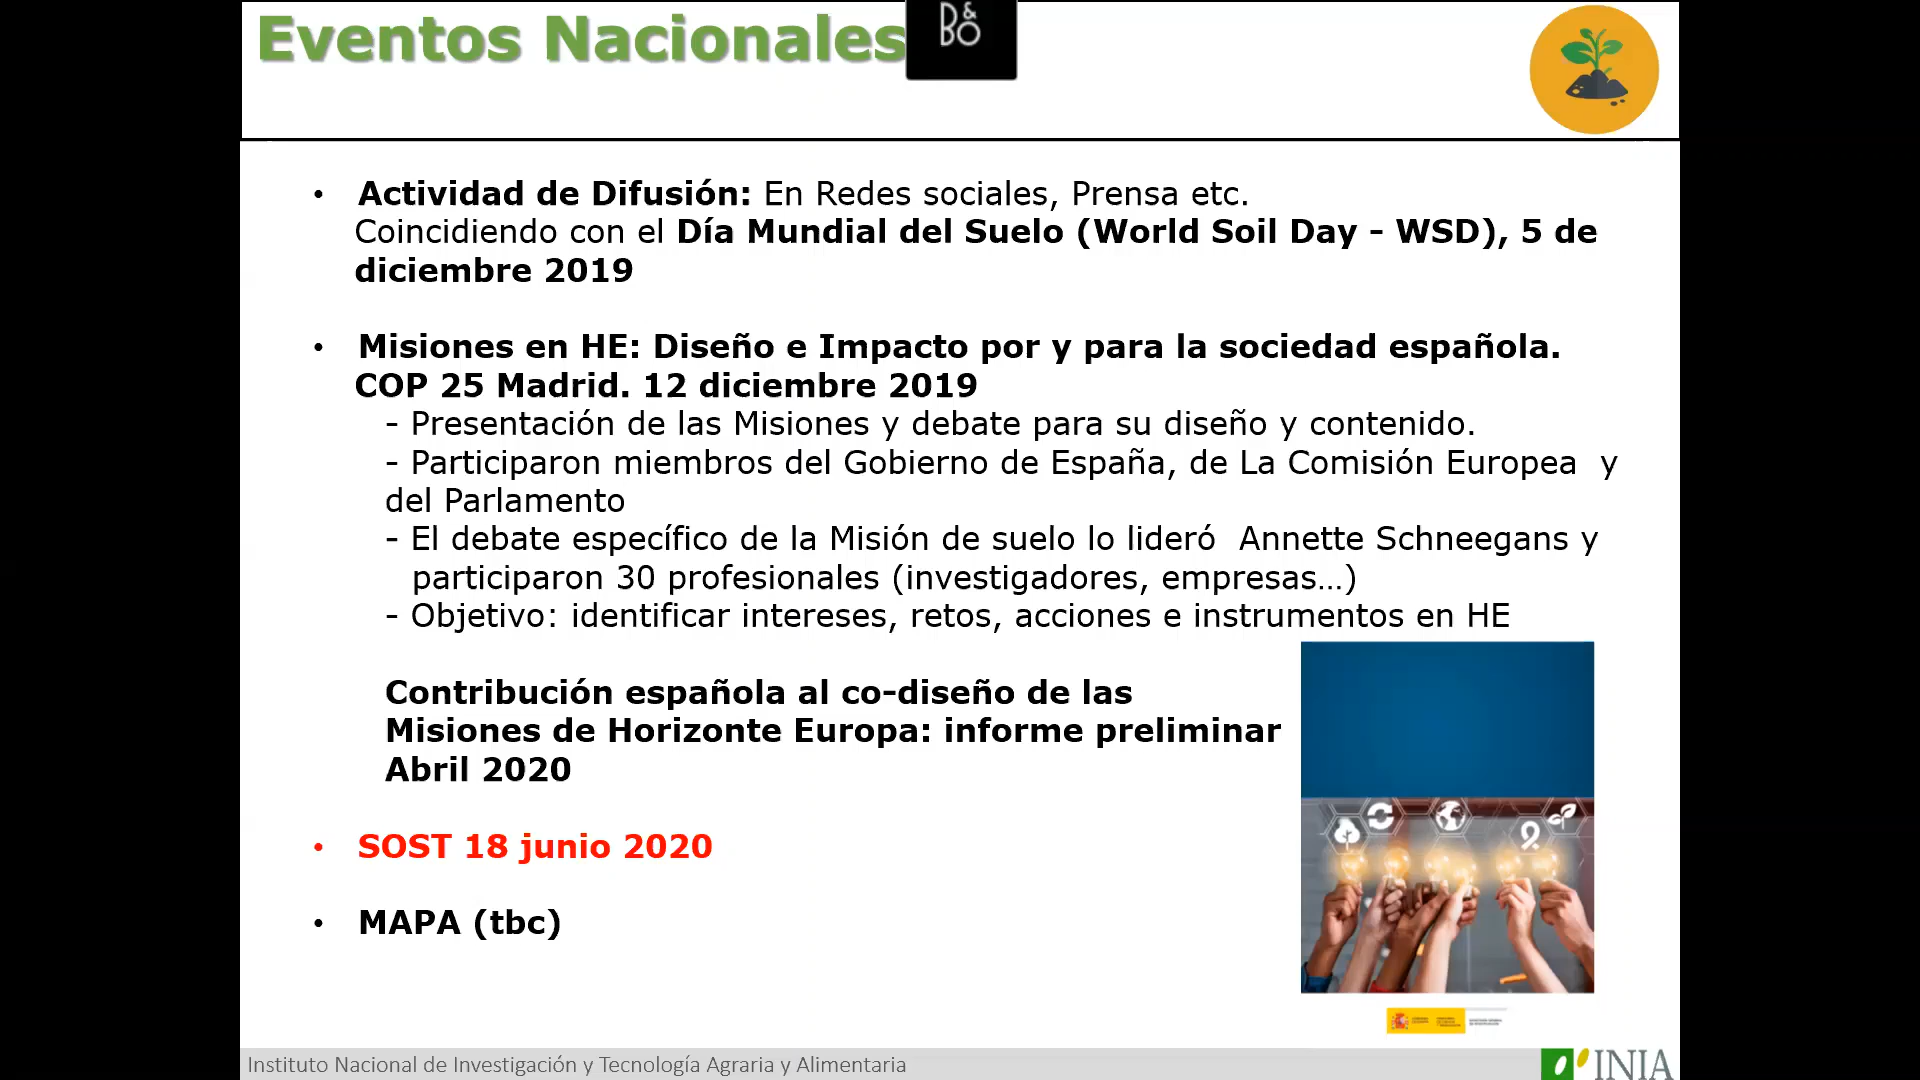 Eventos Nacionales
B&O
• Actividad de Difusión: En Redes sociales, Prensa etc.
Coincidiendo con el Día Mundial del Suelo (World Soil Day - WSD), 5 de
diciembre 2019
• Misiones en HE: Diseño e Impacto por y para la sociedad española.
COP 25 Madrid. 12 diciembre 2019
- Presentación de las Misiones y debate para su diseño y contenido.
- Participaron miembros del Gobierno de España, de La Comisión Europea y
del Parlamento
- El debate específico de la Misión de suelo lo lideró Annette Schneegans y
participaron 30 profesionales (investigadores, empresas…)
- Objetivo: identificar intereses, retos, acciones e instrumentos en HE
Contribución española al co-diseño de las
Misiones de Horizonte Europa: informe preliminar
Abril 2020
• SOST 18 junio 2020
• MAPA (tbc)
Instituto Nacional de Investigación y Tecnología Agraria y Alimentaria
INIA